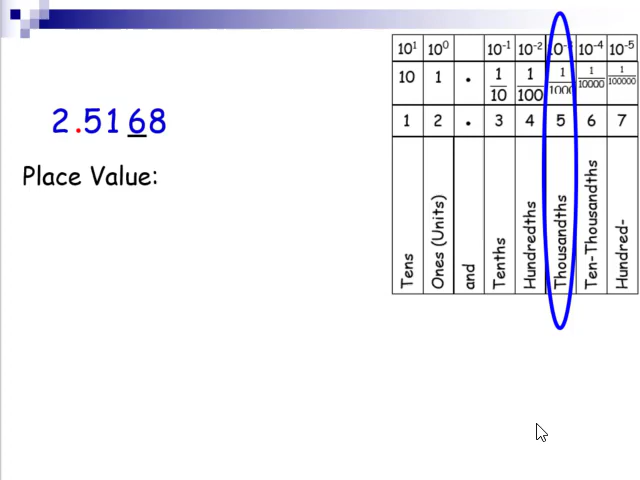 2.5168
Place Value:
10¹ 10⁰ 10⁻¹ 10⁻² 10⁻³ 10⁻⁴ 10⁻⁵
10 1 . 1/10 1/100 1/1000 1/10000 1/100000
1 2 . 3 4 5 6 7
Tens
Ones (Units)
and
Tenths
Hundredths
Thousandths
Ten-Thousandths
Hundred-